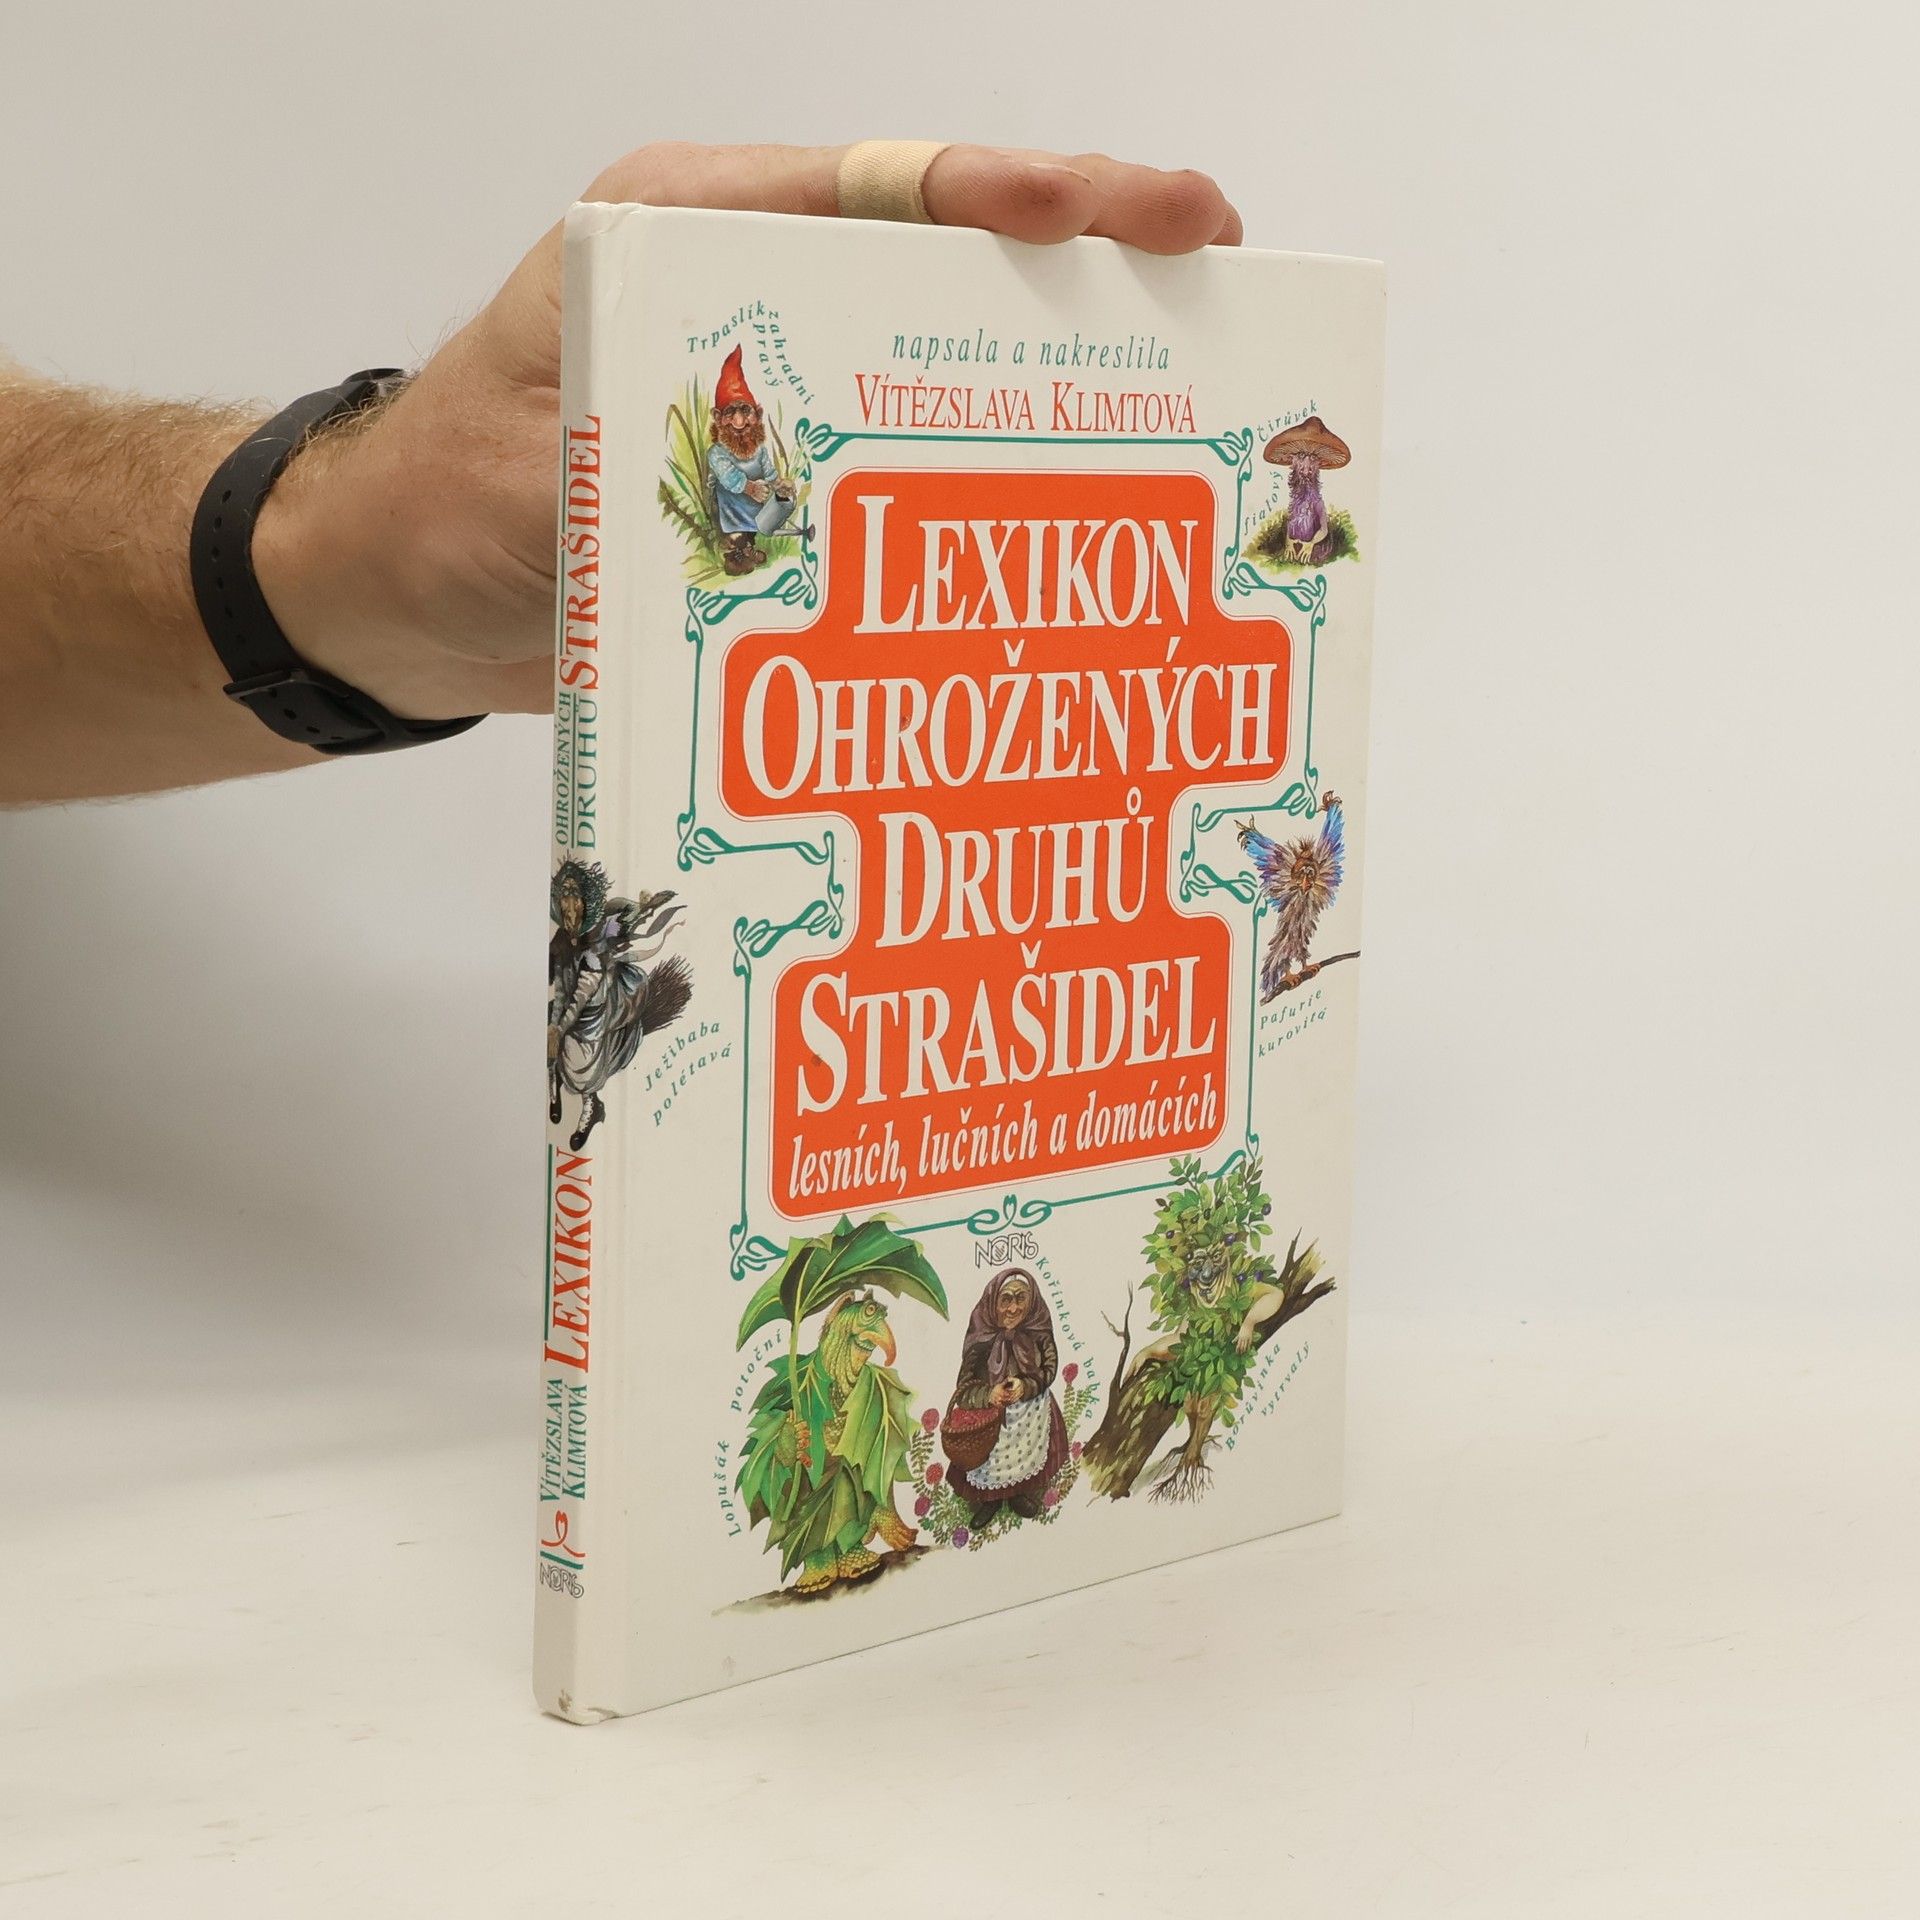 napsala a nakreslila
VÍTĚZSLAVA KLIMTOVÁ
Trpaslík
zahradní
pravý
Čirůvek
fialový
LEXIKON
OHROŽENÝCH
DRUHŮ
STRAŠIDEL
lesních, lučních a domácích
Ježibaba
polétavá
Pafurie
kurovitá
NORIS
Lopušák potoční
Kořínková babka
Borůvinka
vytrvalý
VÍTĚZSLAVA
KLIMTOVÁ
LEXIKON
OHROŽENÝCH
DRUHŮ
STRAŠIDEL
NORIS